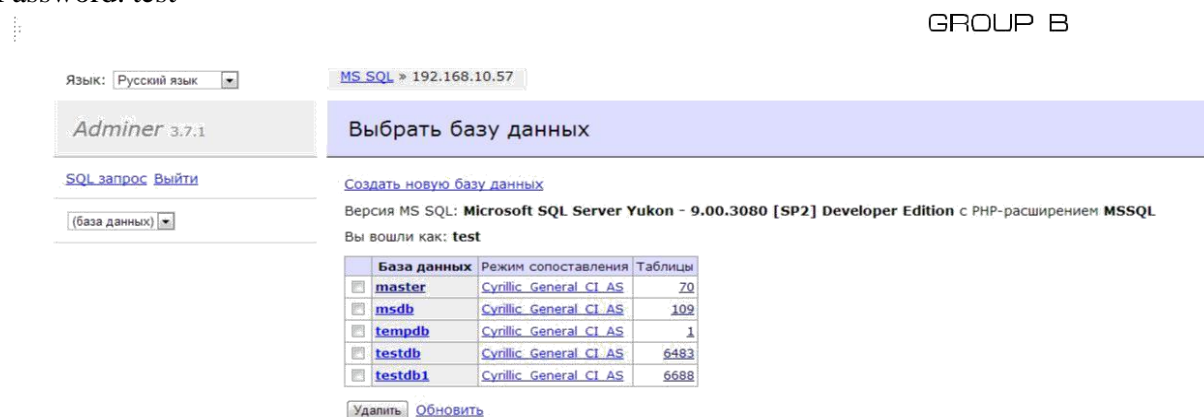 Password: test
GROUP B
Язык: Русский язык
MS SQL » 192.168.10.57
Adminer 3.7.1
Выбрать базу данных
SQL запрос Выйти
Создать новую базу данных
(база данных)
Версия MS SQL: Microsoft SQL Server Yukon - 9.00.3080 [SP2] Developer Edition с PHP-расширением MSSQL
Вы вошли как: test
База данных Режим сопоставления Таблицы
master Cyrillic_General_CI_AS 70
msdb Cyrillic_General_CI_AS 109
tempdb Cyrillic_General_CI_AS 1
testdb Cyrillic_General_CI_AS 6483
testdb1 Cyrillic_General_CI_AS 6688
Удалить Обновить